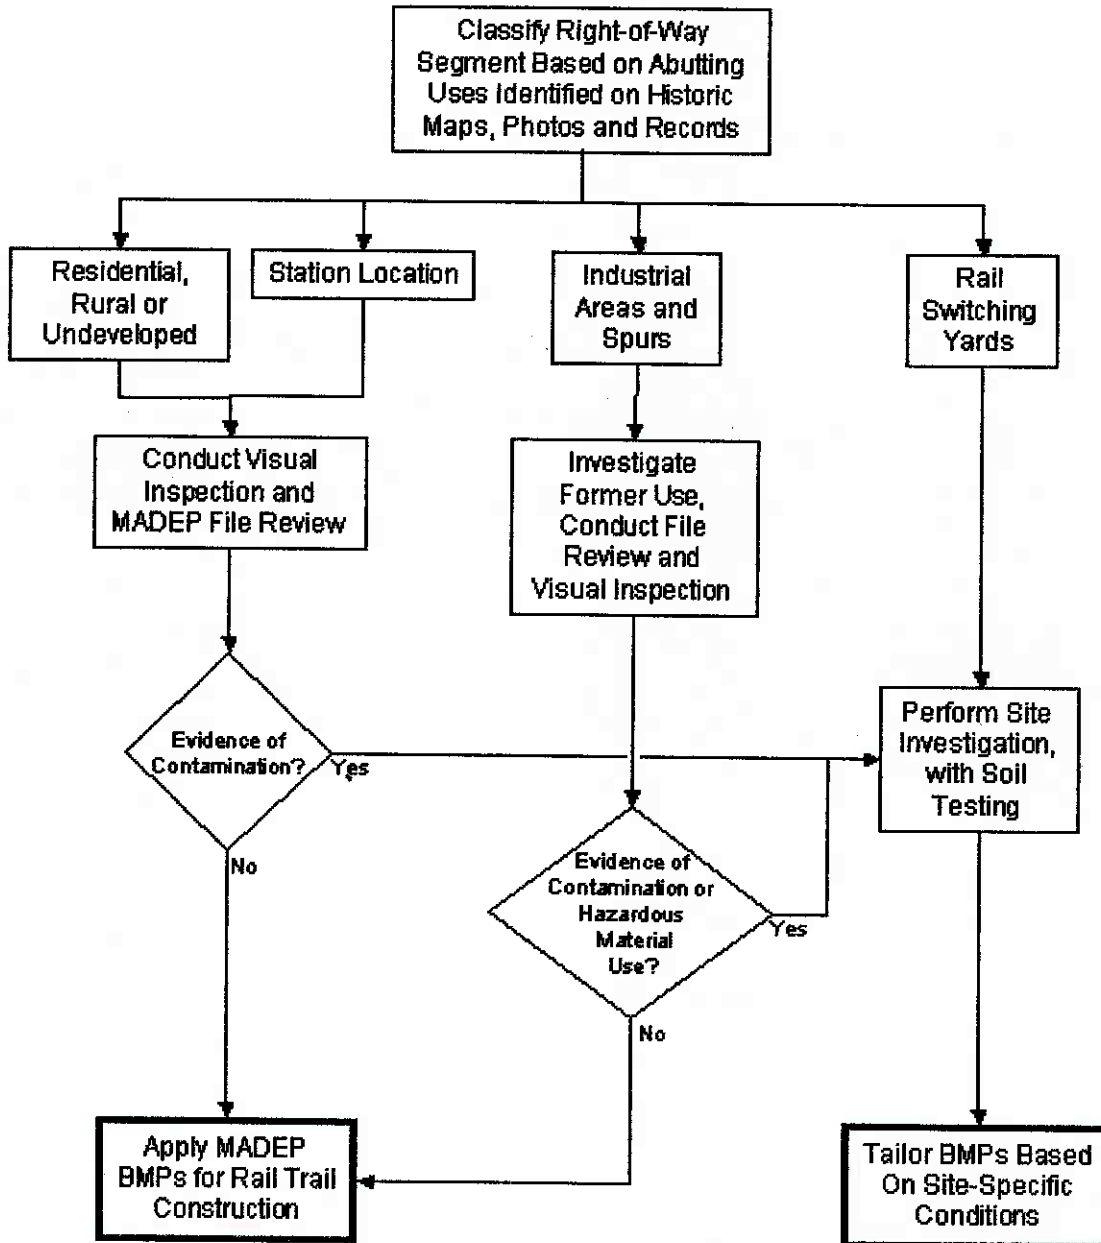 Classify Right-of-Way
Segment Based on Abutting
Uses Identified on Historic
Maps, Photos and Records
Residential,
Rural or
Undeveloped
Station Location
Industrial
Areas and
Spurs
Rail
Switching
Yards
Conduct Visual
Inspection and
MADEP File Review
Investigate
Former Use,
Conduct File
Review and
Visual Inspection
Evidence of
Contamination?
Yes
No
Perform Site
Investigation,
with Soil
Testing
Evidence of
Contamination or
Hazardous
Material
Use?
Yes
No
Apply MADEP
BMPs for Rail Trail
Construction
Tailor BMPs Based
On Site-Specific
Conditions